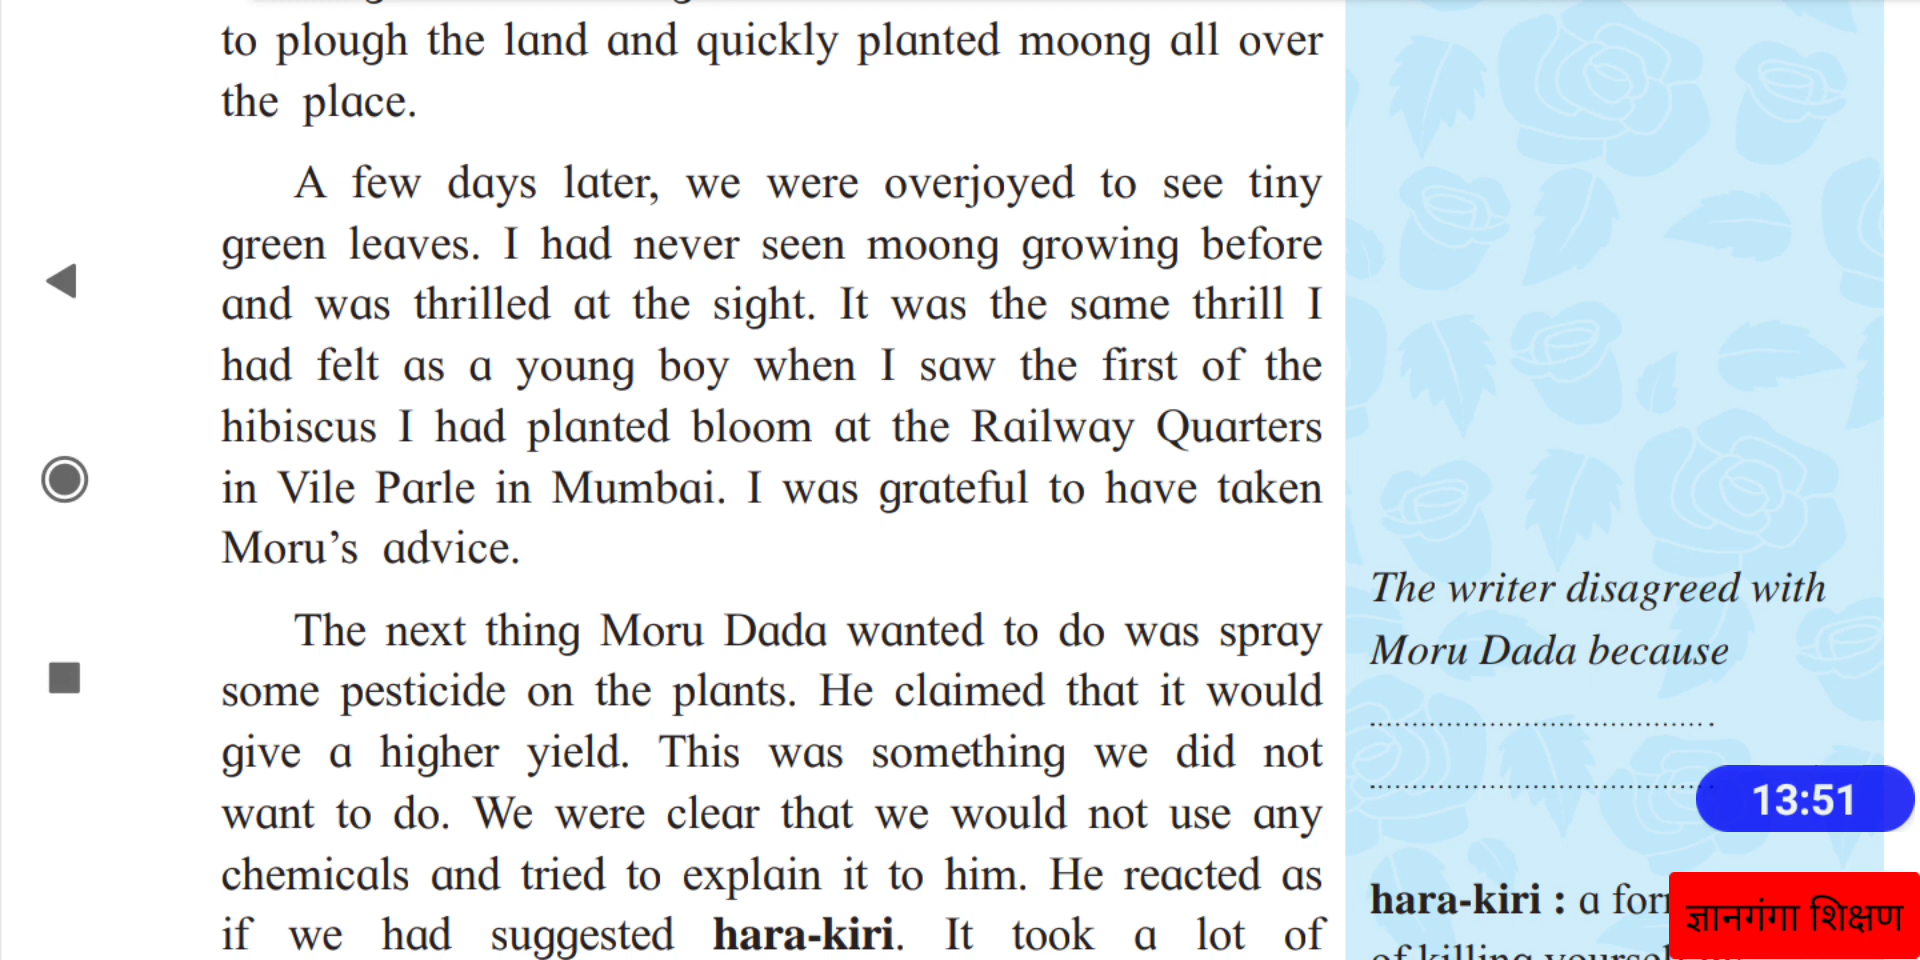 to plough the land and quickly planted moong all over
the place.
A few days later, we were overjoyed to see tiny
green leaves. I had never seen moong growing before
and was thrilled at the sight. It was the same thrill I
had felt as a young boy when I saw the first of the
hibiscus I had planted bloom at the Railway Quarters
in Vile Parle in Mumbai. I was grateful to have taken
Moru's advice.
The next thing Moru Dada wanted to do was spray
some pesticide on the plants. He claimed that it would
give a higher yield. This was something we did not
want to do. We were clear that we would not use any
chemicals and tried to explain it to him. He reacted as
if we had suggested hara-kiri. It took a lot of
The writer disagreed with
Moru Dada because
........................................ .
........................................
13:51
hara-kiri : a
of killing
ज्ञानगंगा शिक्षण